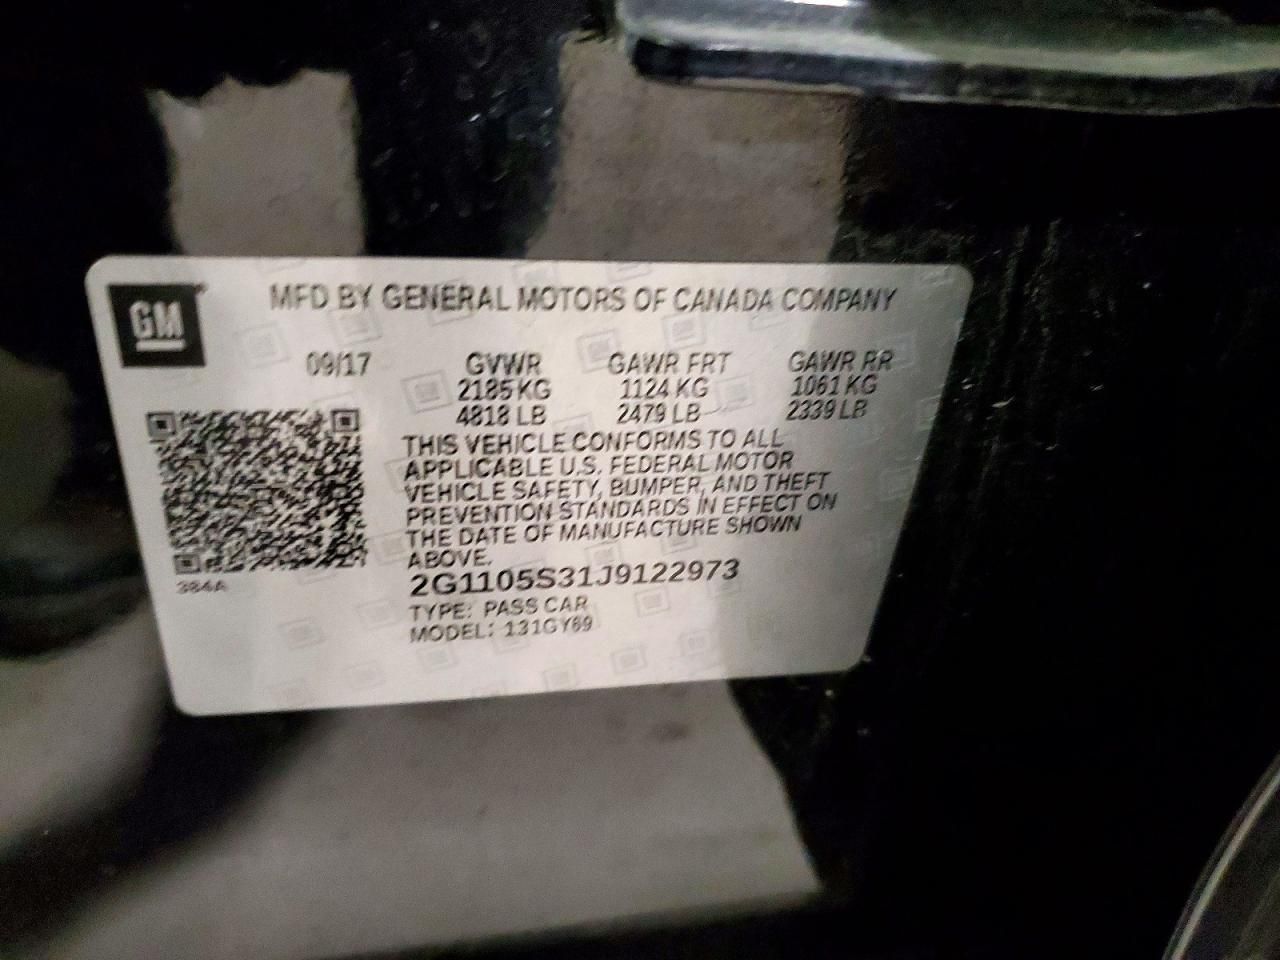 GM
MFD BY GENERAL MOTORS OF CANADA COMPANY
09/17 GVWR GAWR FRT GAWR RR
2185 KG 1124 KG 1061 KG
4818 LB 2479 LB 2339 LB
THIS VEHICLE CONFORMS TO ALL
APPLICABLE U.S. FEDERAL MOTOR
VEHICLE SAFETY, BUMPER, AND THEFT
PREVENTION STANDARDS IN EFFECT ON
THE DATE OF MANUFACTURE SHOWN
ABOVE.
384A
2G1105S31J9122973
TYPE: PASS CAR
MODEL: 131GY69